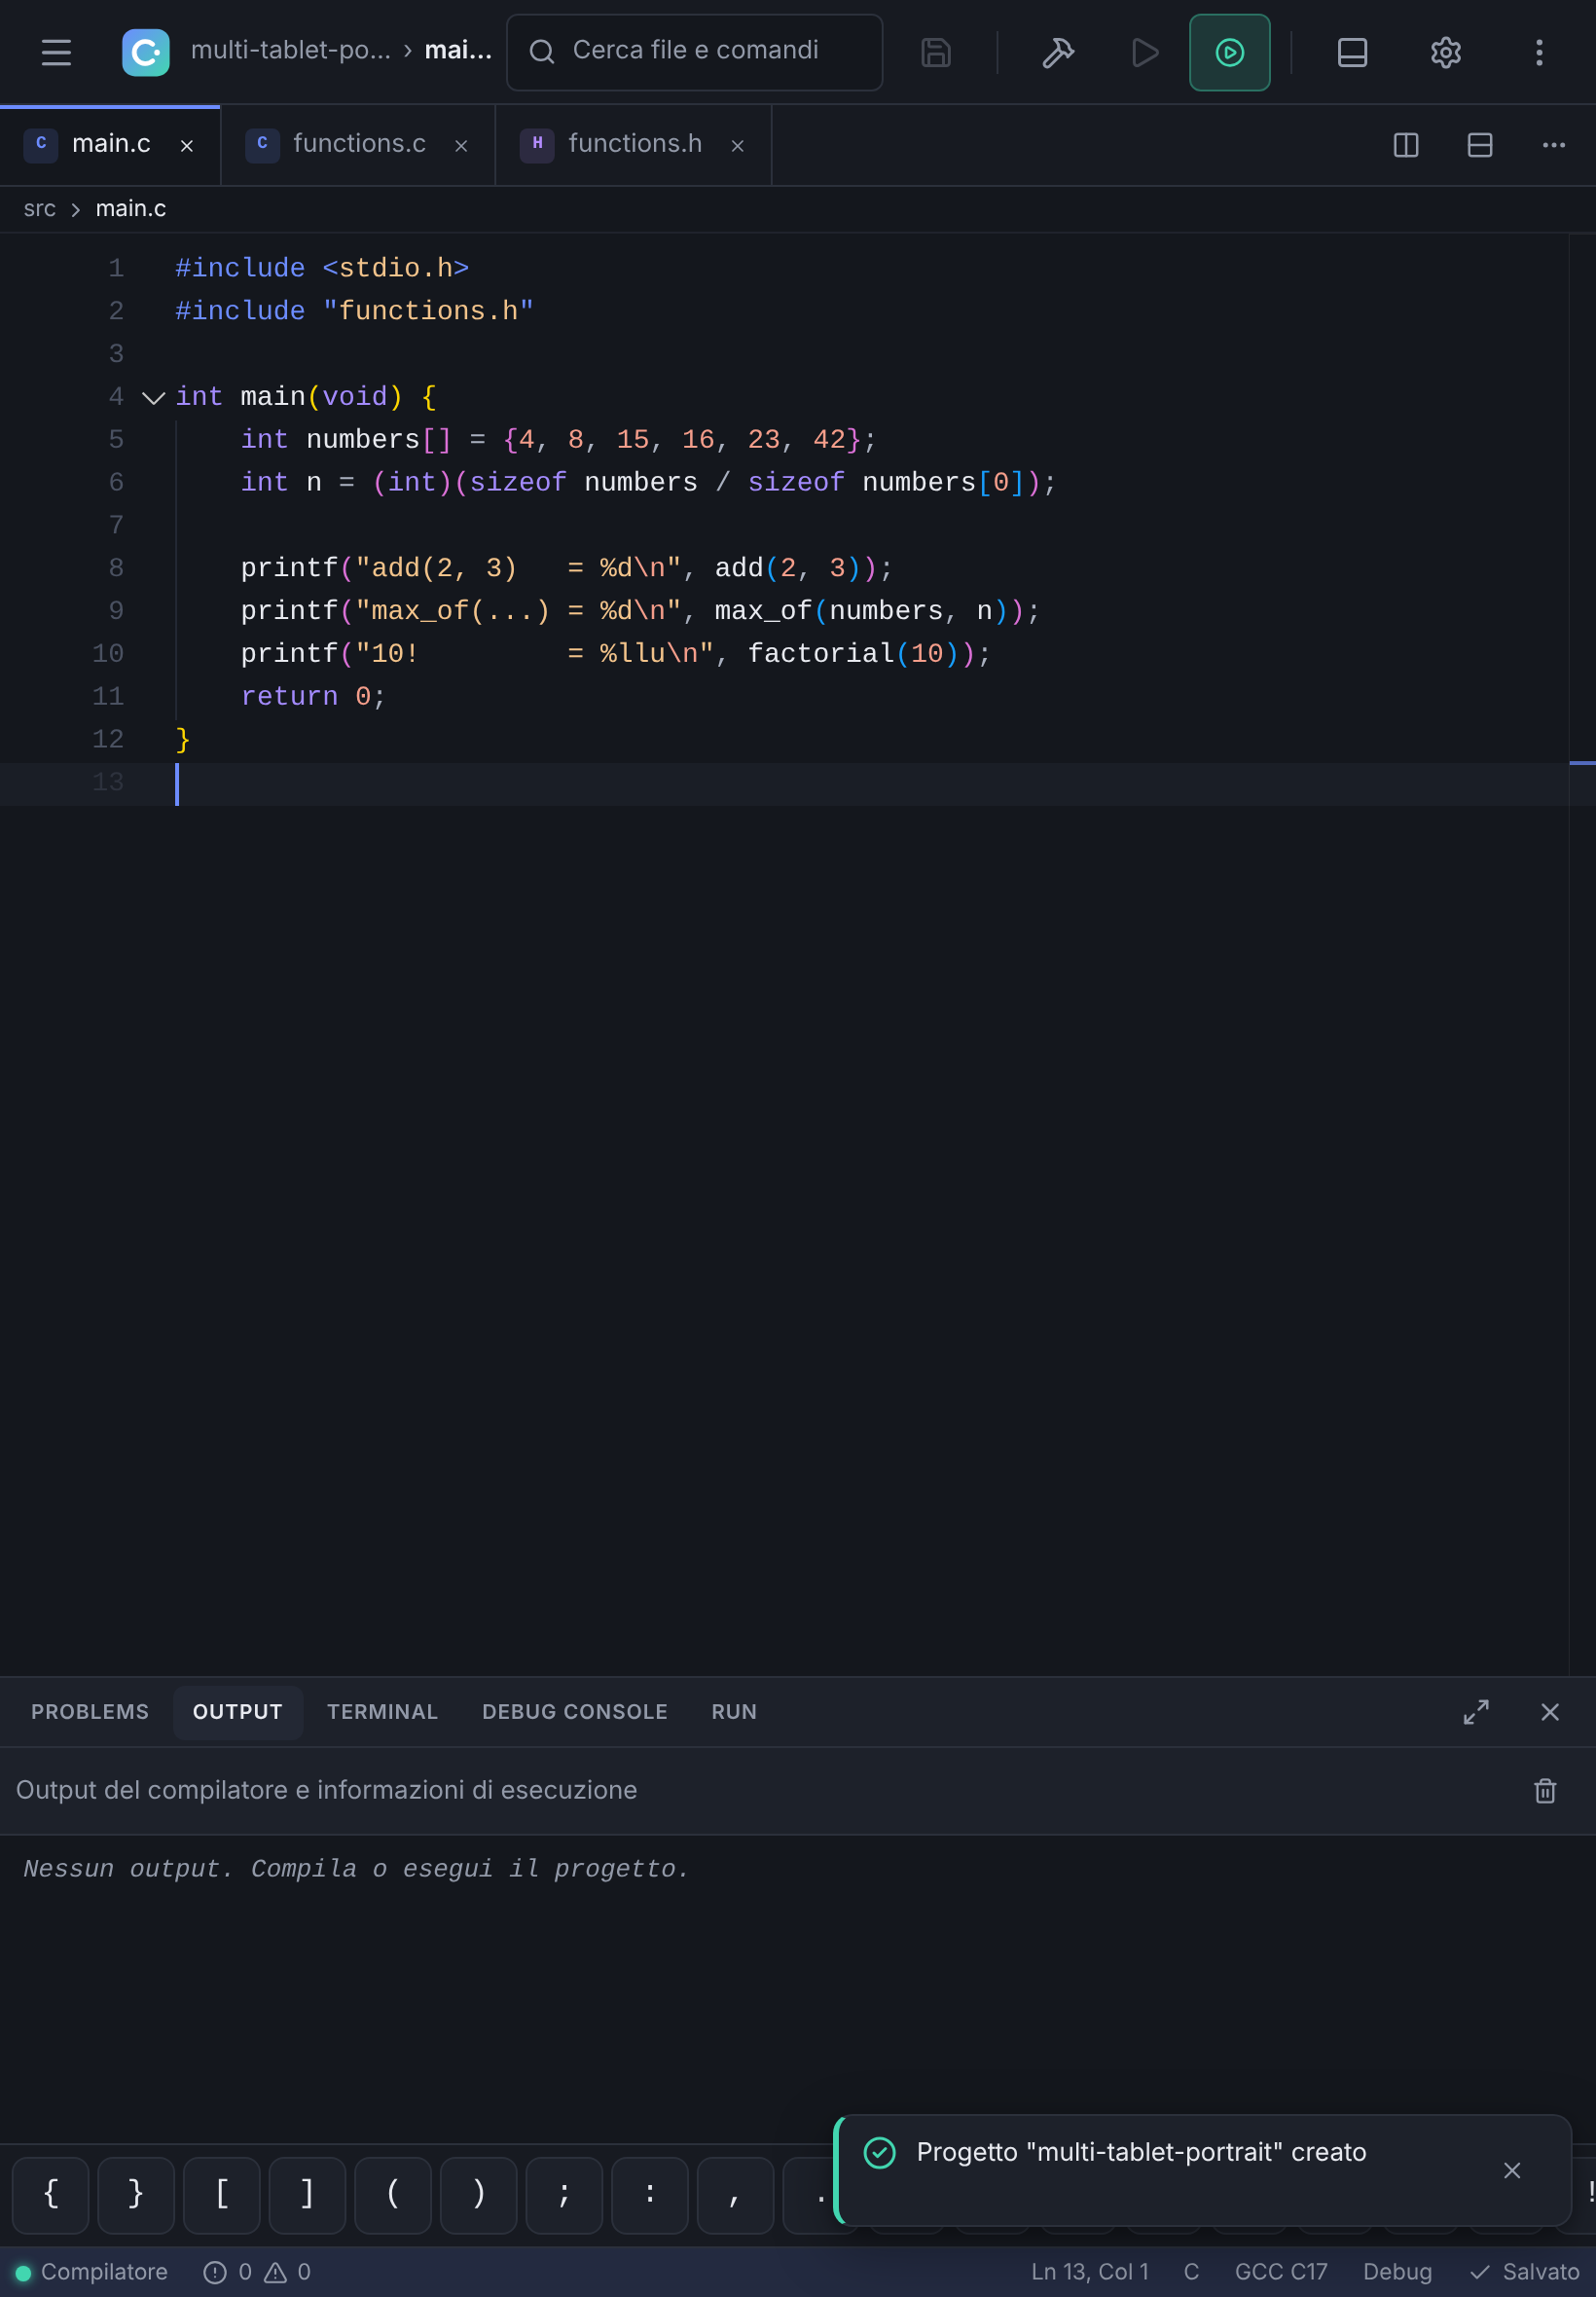 multi-tablet-po... › mai... Cerca file e comandi
C main.c × C functions.c × H functions.h ×
src > main.c
1 #include <stdio.h>
2 #include "functions.h"
3
4 int main(void) {
5     int numbers[] = {4, 8, 15, 16, 23, 42};
6     int n = (int)(sizeof numbers / sizeof numbers[0]);
7
8     printf("add(2, 3)   = %d\n", add(2, 3));
9     printf("max_of(...) = %d\n", max_of(numbers, n));
10     printf("10!         = %llu\n", factorial(10));
11     return 0;
12 }
13
PROBLEMS OUTPUT TERMINAL DEBUG CONSOLE RUN
Output del compilatore e informazioni di esecuzione
Nessun output. Compila o esegui il progetto.
Progetto "multi-tablet-portrait" creato
{ } [ ] ( ) ; : , . !
Compilatore 0 0 Ln 13, Col 1 C GCC C17 Debug Salvato